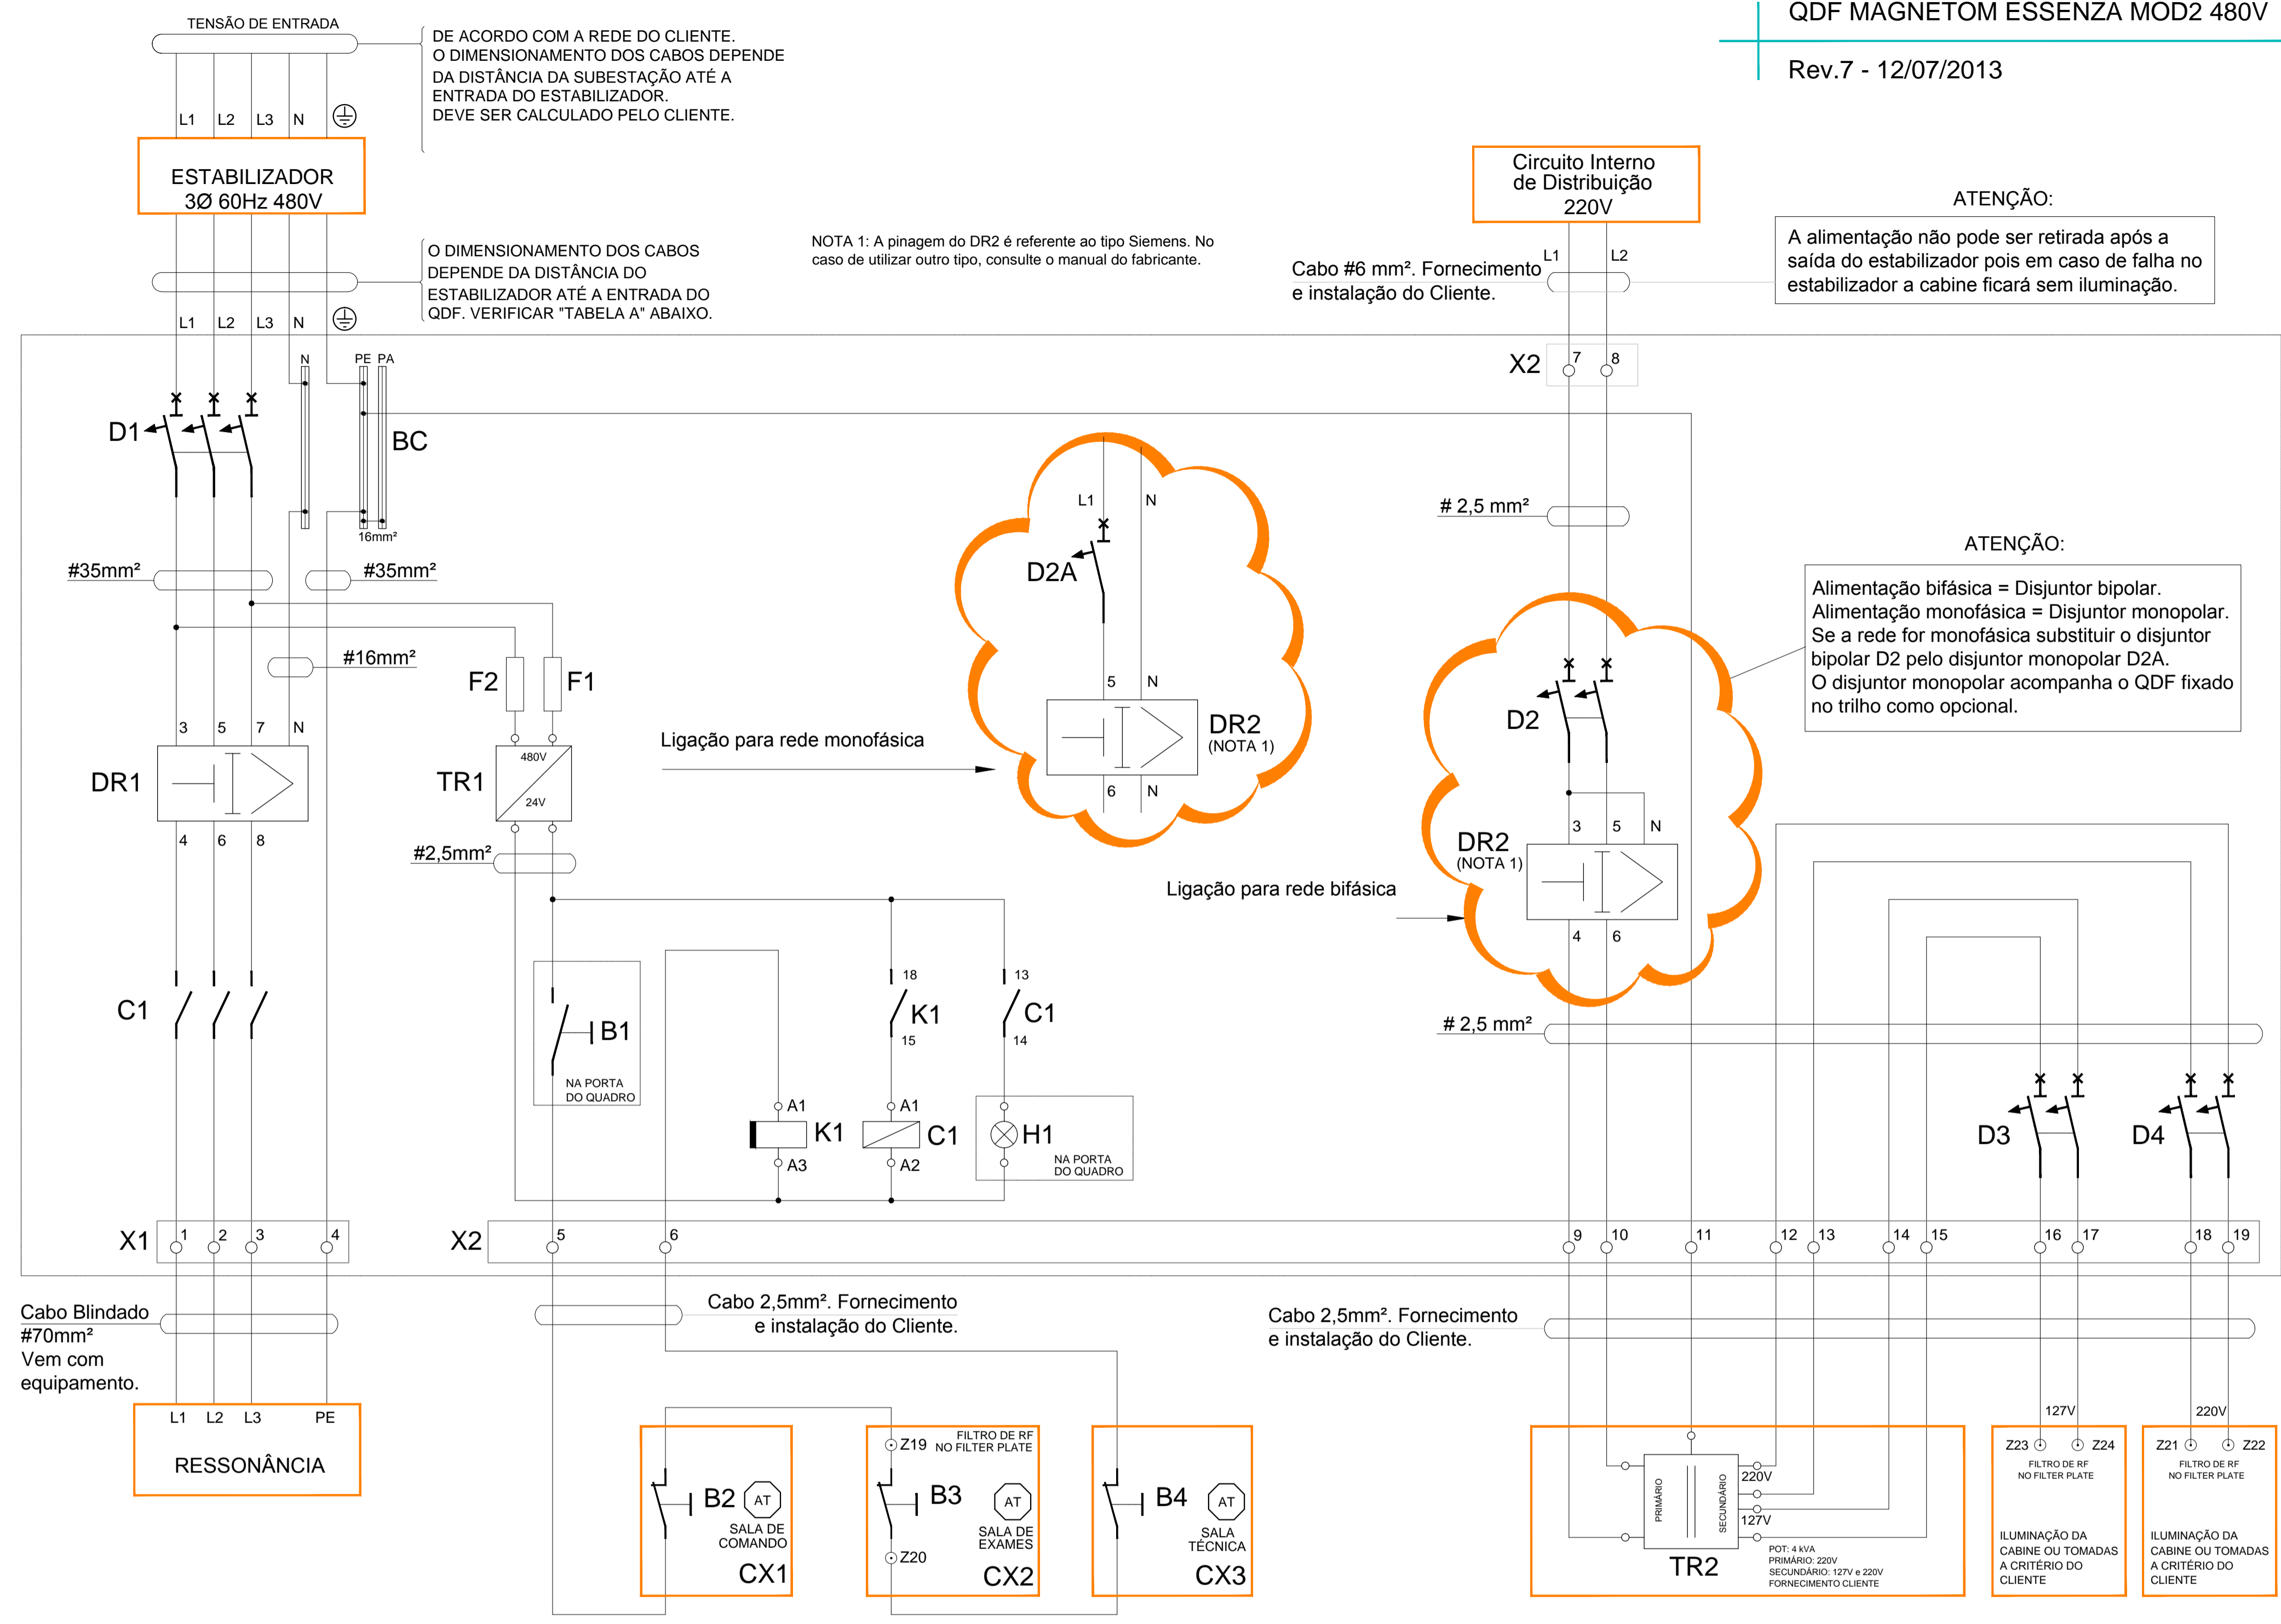 QDF MAGNETOM ESSENZA MOD2 480V
Rev.7 - 12/07/2013
TENSÃO DE ENTRADA
DE ACORDO COM A REDE DO CLIENTE.
O DIMENSIONAMENTO DOS CABOS DEPENDE
DA DISTÂNCIA DA SUBESTAÇÃO ATÉ A
ENTRADA DO ESTABILIZADOR.
DEVE SER CALCULADO PELO CLIENTE.
L1 L2 L3 N
ESTABILIZADOR
3Ø 60Hz 480V
O DIMENSIONAMENTO DOS CABOS
DEPENDE DA DISTÂNCIA DO
ESTABILIZADOR ATÉ A ENTRADA DO
QDF. VERIFICAR "TABELA A" ABAIXO.
L1 L2 L3 N
NOTA 1: A pinagem do DR2 é referente ao tipo Siemens. No
caso de utilizar outro tipo, consulte o manual do fabricante.
Circuito Interno
de Distribuição
220V
L1 L2
Cabo #6 mm². Fornecimento
e instalação do Cliente.
ATENÇÃO:
A alimentação não pode ser retirada após a
saída do estabilizador pois em caso de falha no
estabilizador a cabine ficará sem iluminação.
X2 7 8
N PE PA
D1
BC
16mm²
#35mm² #35mm²
#16mm²
L1 N
D2A
5 N
DR2
(NOTA 1)
6 N
Ligação para rede monofásica
# 2,5 mm²
ATENÇÃO:
Alimentação bifásica = Disjuntor bipolar.
Alimentação monofásica = Disjuntor monopolar.
Se a rede for monofásica substituir o disjuntor
bipolar D2 pelo disjuntor monopolar D2A.
O disjuntor monopolar acompanha o QDF fixado
no trilho como opcional.
F2 F1
3 5 7 N
DR1
4 6 8
TR1
480V
24V
#2,5mm²
D2
3 5 N
DR2
(NOTA 1)
4 6
Ligação para rede bifásica
# 2,5 mm²
C1
B1
NA PORTA
DO QUADRO
18
K1
15
13
C1
14
A1
K1
A3
A1
C1
A2
H1
NA PORTA
DO QUADRO
D3 D4
X1 1 2 3 4
X2 5 6 9 10 11 12 13 14 15 16 17 18 19
Cabo Blindado
#70mm²
Vem com
equipamento.
Cabo 2,5mm². Fornecimento
e instalação do Cliente.
Cabo 2,5mm². Fornecimento
e instalação do Cliente.
L1 L2 L3 PE
RESSONÂNCIA
B2 AT
SALA DE
COMANDO
CX1
Z19
FILTRO DE RF
NO FILTER PLATE
B3 AT
SALA DE
EXAMES
Z20
CX2
B4 AT
SALA
TÉCNICA
CX3
PRIMÁRIO
SECUNDÁRIO
220V
127V
TR2
POT: 4 kVA
PRIMÁRIO: 220V
SECUNDÁRIO: 127V e 220V
FORNECIMENTO CLIENTE
127V
Z23 Z24
FILTRO DE RF
NO FILTER PLATE
ILUMINAÇÃO DA
CABINE OU TOMADAS
A CRITÉRIO DO
CLIENTE
220V
Z21 Z22
FILTRO DE RF
NO FILTER PLATE
ILUMINAÇÃO DA
CABINE OU TOMADAS
A CRITÉRIO DO
CLIENTE